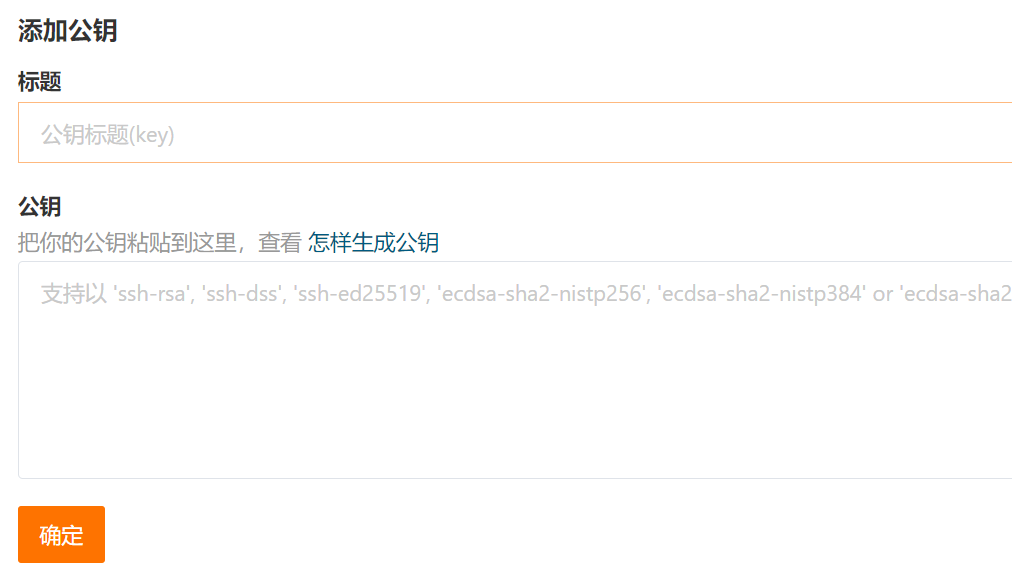 添加公钥
标题
公钥标题(key)
公钥
把你的公钥粘贴到这里，查看 怎样生成公钥
支持以 'ssh-rsa', 'ssh-dss', 'ssh-ed25519', 'ecdsa-sha2-nistp256', 'ecdsa-sha2-nistp384' or 'ecdsa-sha2
确定